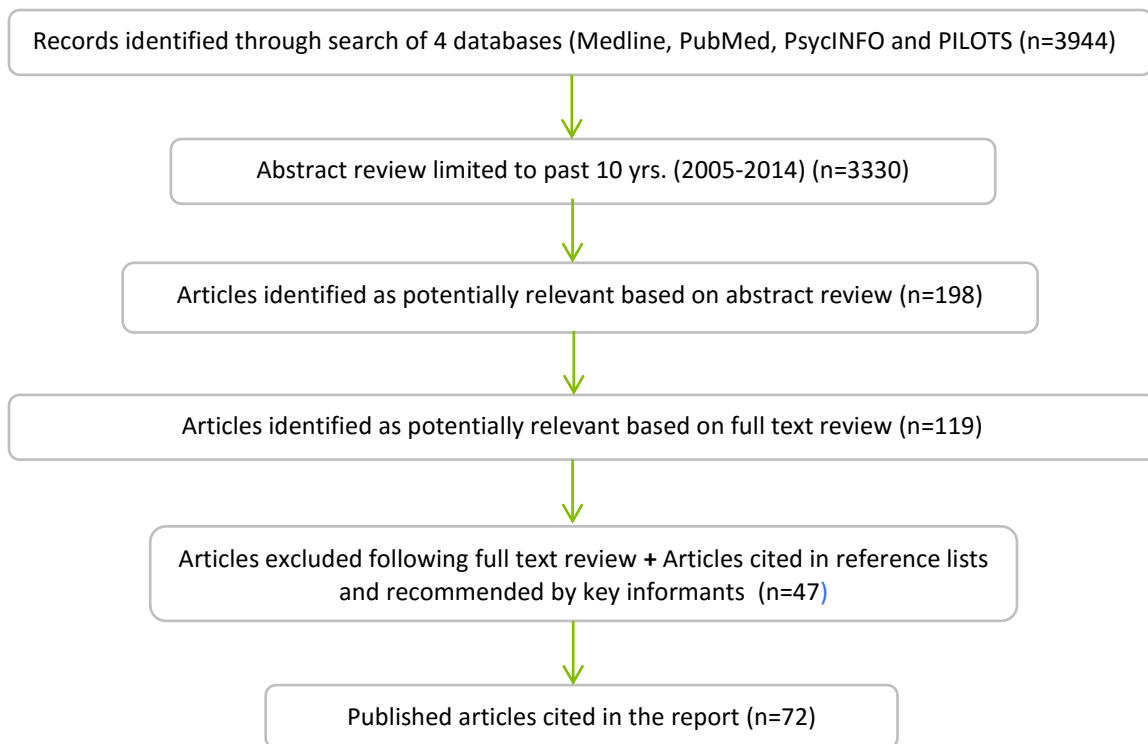 Records identified through search of 4 databases (Medline, PubMed, PsycINFO and PILOTS (n=3944)
Abstract review limited to past 10 yrs. (2005-2014) (n=3330)
Articles identified as potentially relevant based on abstract review (n=198)
Articles identified as potentially relevant based on full text review (n=119)
Articles excluded following full text review + Articles cited in reference lists
and recommended by key informants (n=47)
Published articles cited in the report (n=72)